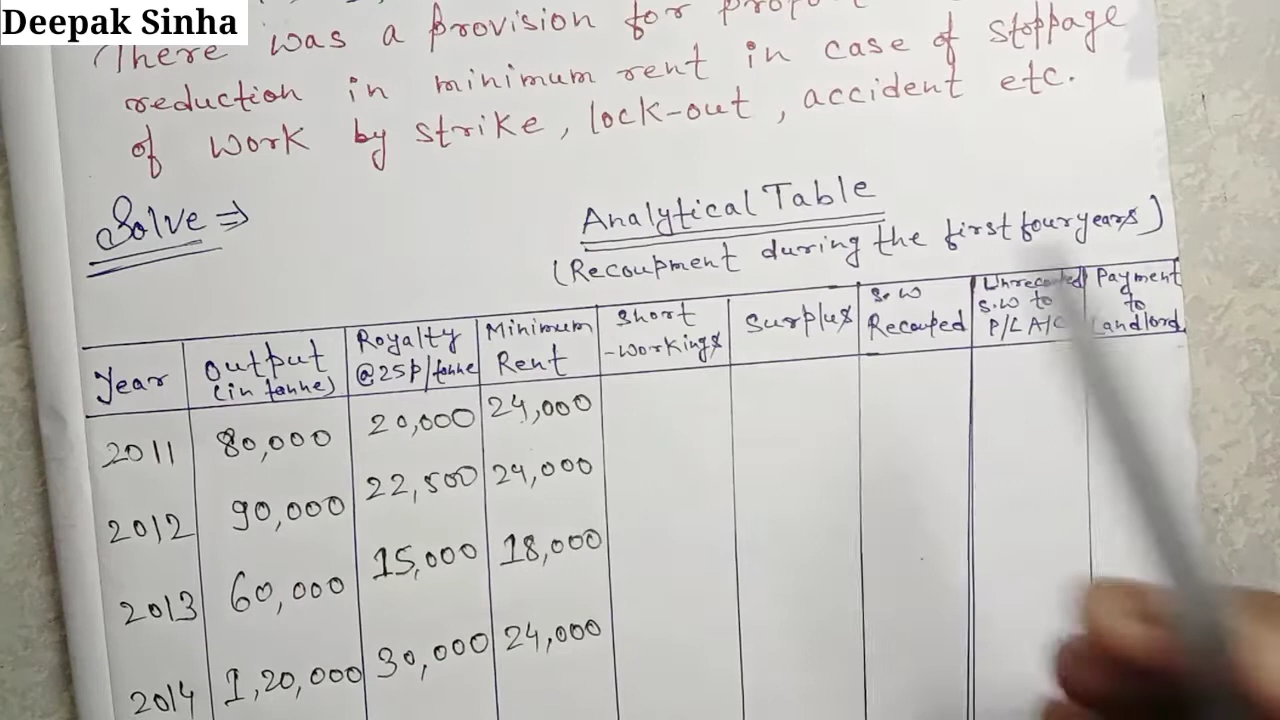 Deepak Sinha
There was a provision for
reduction in minimum rent in case of stoppage
of work by strike, lock-out, accident etc.
Solve ⇒
Analytical Table
(Recoupment during the first four years)
Year Output (in tonne) Royalty @25p/tonne Minimum Rent Short-workings Surplus S.W Recouped S.W to P/L A/C Payment to Landlord
2011 80,000 20,000 24,000
2012 90,000 22,500 24,000
2013 60,000 15,000 18,000
2014 1,20,000 30,000 24,000